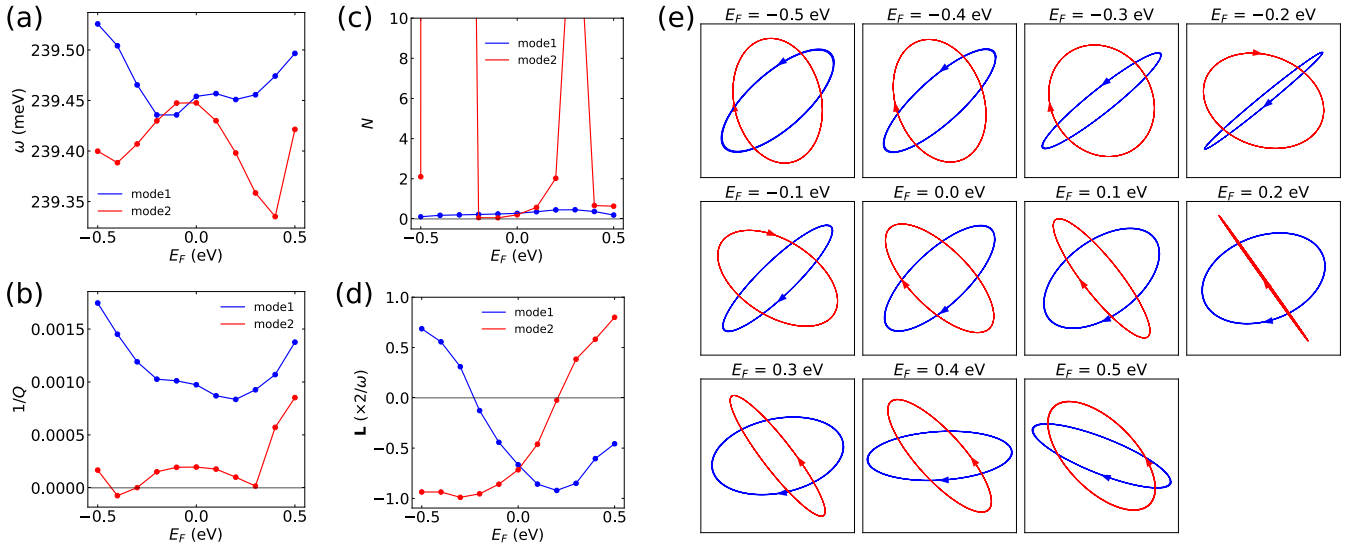 (a)
239.50
239.45
239.40
239.35
ω (meV)
mode1
mode2
−0.5
0.0
0.5
E_F (eV)
(b)
0.0015
0.0010
0.0005
0.0000
1/Q
mode1
mode2
−0.5
0.0
0.5
E_F (eV)
(c)
10
8
6
4
2
0
N
mode1
mode2
−0.5
0.0
0.5
E_F (eV)
(d)
1.0
0.5
0.0
−0.5
−1.0
L (×2/ω)
mode1
mode2
−0.5
0.0
0.5
E_F (eV)
(e)
E_F = −0.5 eV
E_F = −0.4 eV
E_F = −0.3 eV
E_F = −0.2 eV
E_F = −0.1 eV
E_F = 0.0 eV
E_F = 0.1 eV
E_F = 0.2 eV
E_F = 0.3 eV
E_F = 0.4 eV
E_F = 0.5 eV